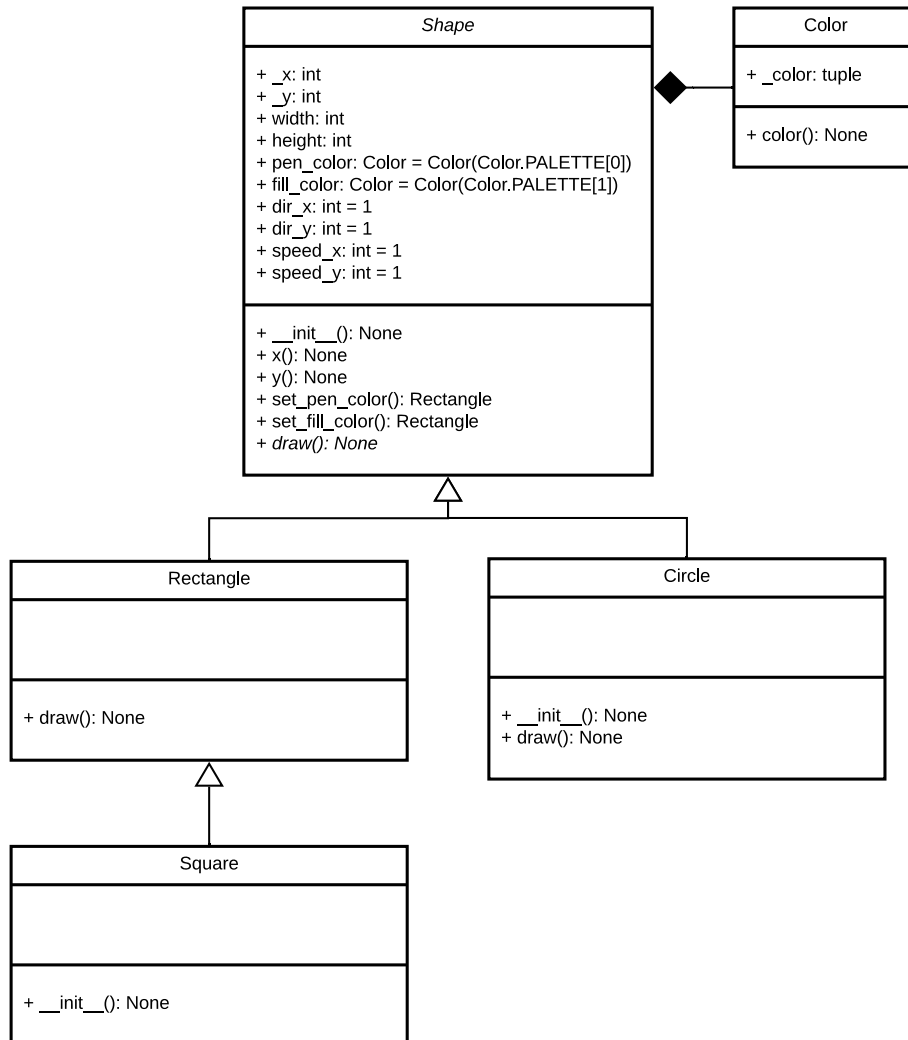 Shape
+ _x: int
+ _y: int
+ width: int
+ height: int
+ pen_color: Color = Color(Color.PALETTE[0])
+ fill_color: Color = Color(Color.PALETTE[1])
+ dir_x: int = 1
+ dir_y: int = 1
+ speed_x: int = 1
+ speed_y: int = 1
+ __init__(): None
+ x(): None
+ y(): None
+ set_pen_color(): Rectangle
+ set_fill_color(): Rectangle
+ draw(): None
Color
+ _color: tuple
+ color(): None
Rectangle
+ draw(): None
Circle
+ __init__(): None
+ draw(): None
Square
+ __init__(): None